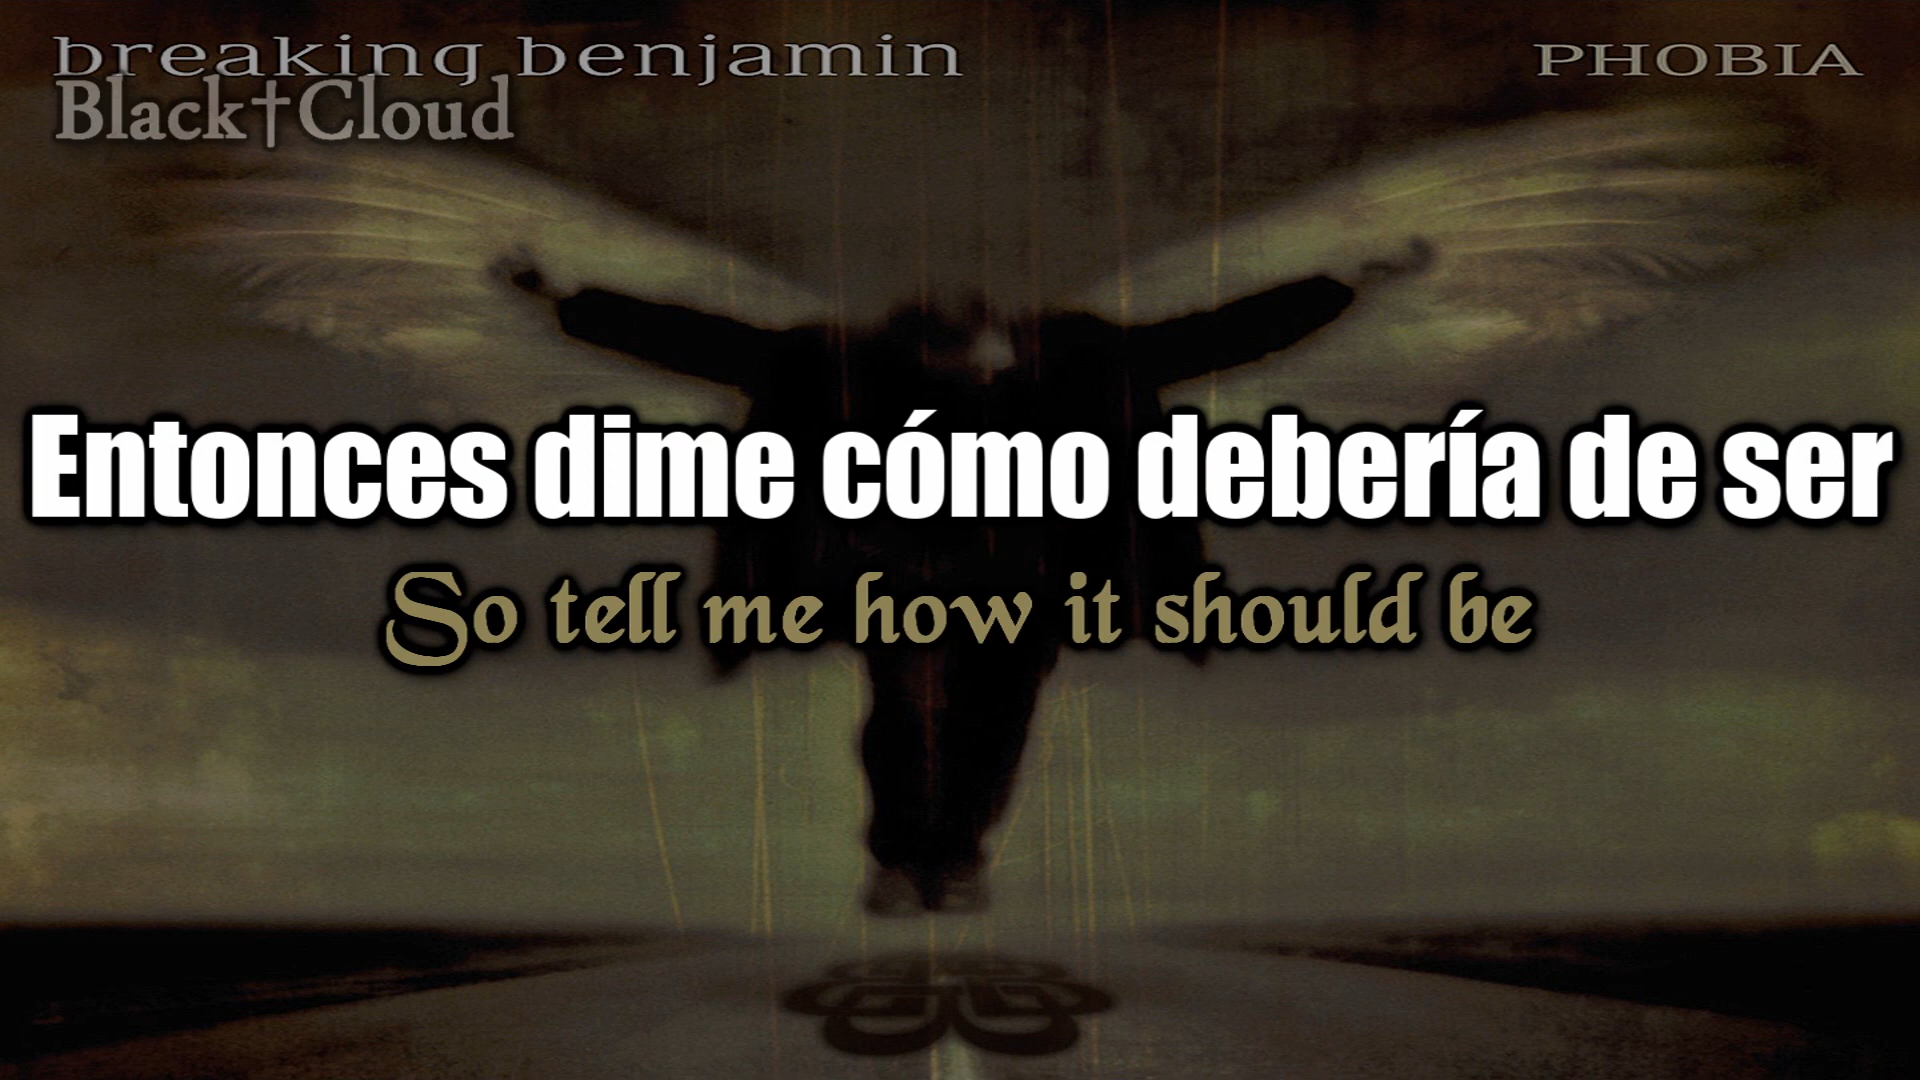 breaking benjamin
PHOBIA
Black†Cloud
Entonces dime cómo debería de ser
So tell me how it should be